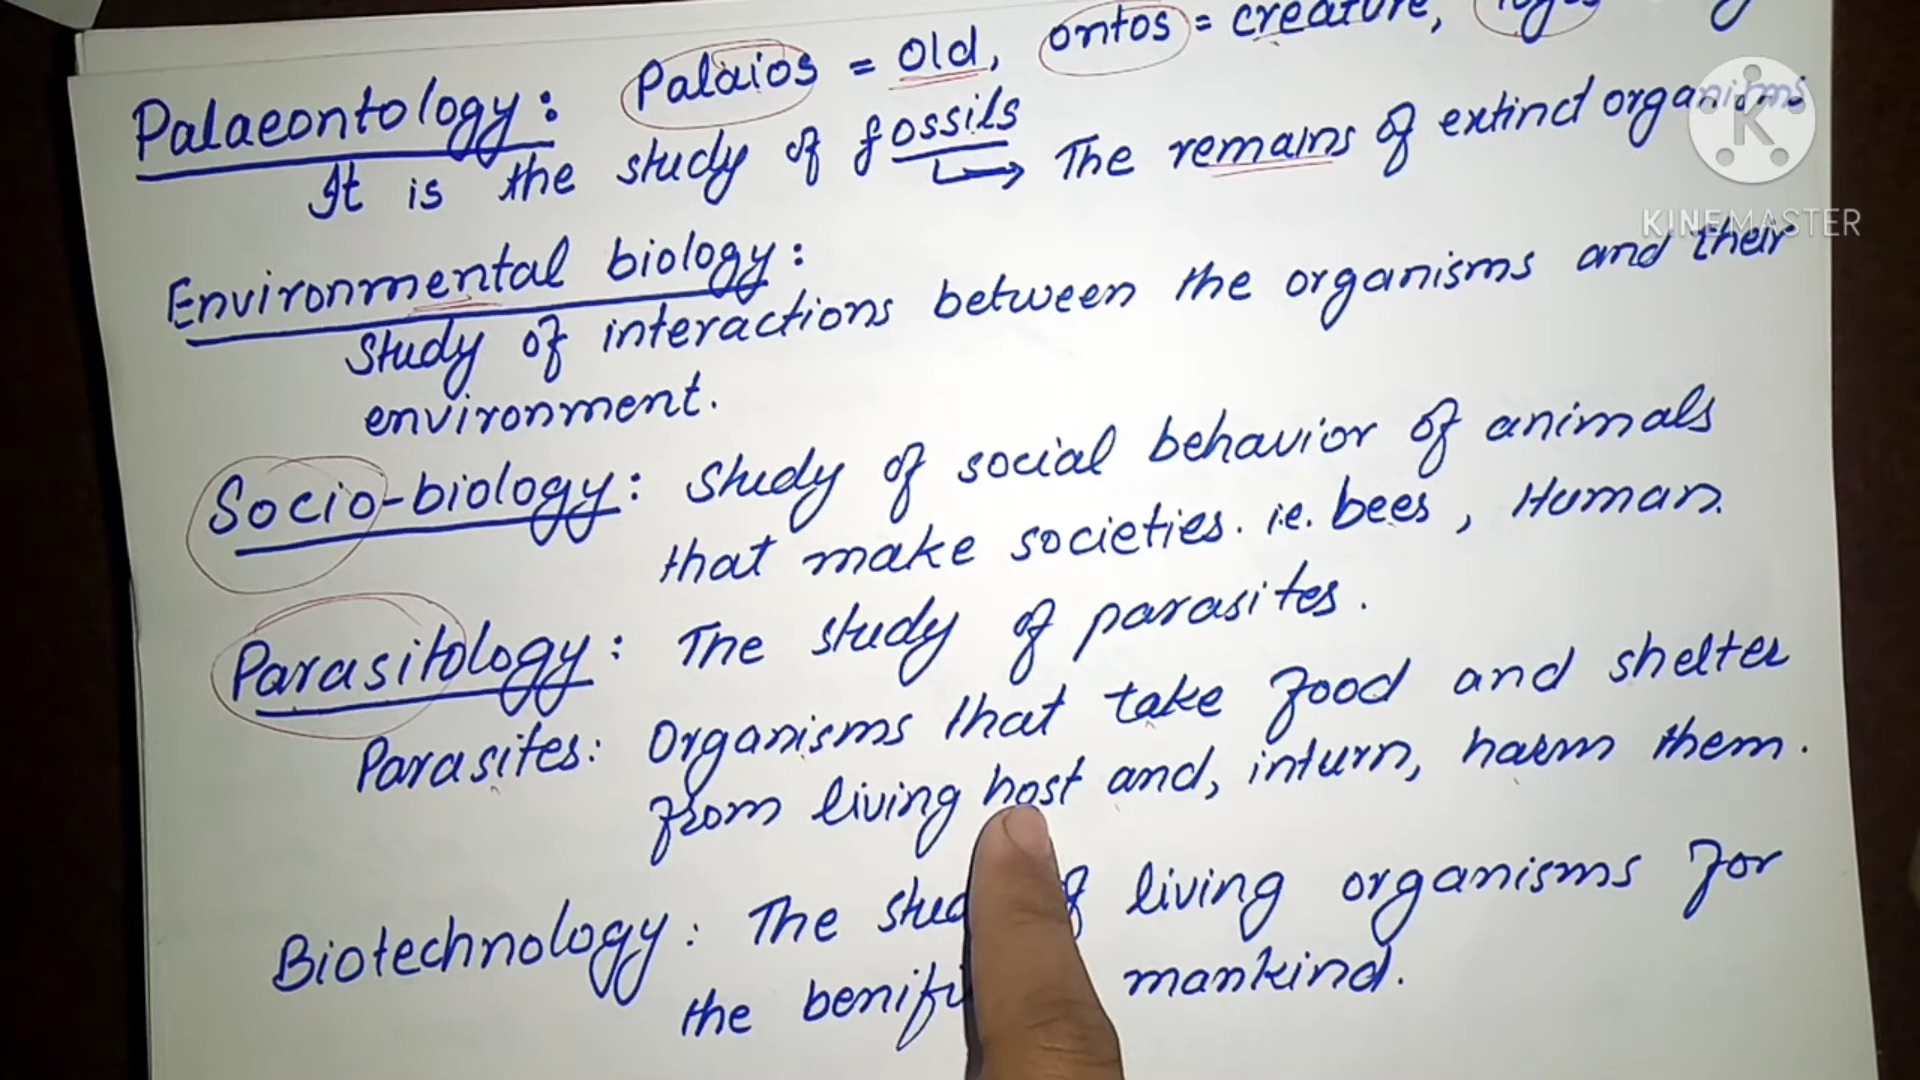 Palaeontology: Palaios = Old, ontos = creature,
It is the study of fossils → The remains of extinct organisms
K
KINEMASTER
Environmental biology:
Study of interactions between the organisms and their
environment.
Socio-biology: Study of social behavior of animals
that make societies. i.e. bees, Human.
Parasitology: The study of parasites.
Parasites: Organisms that take food and shelter
from living host and, inturn, harm them.
Biotechnology: The of living organisms for
the mankind.